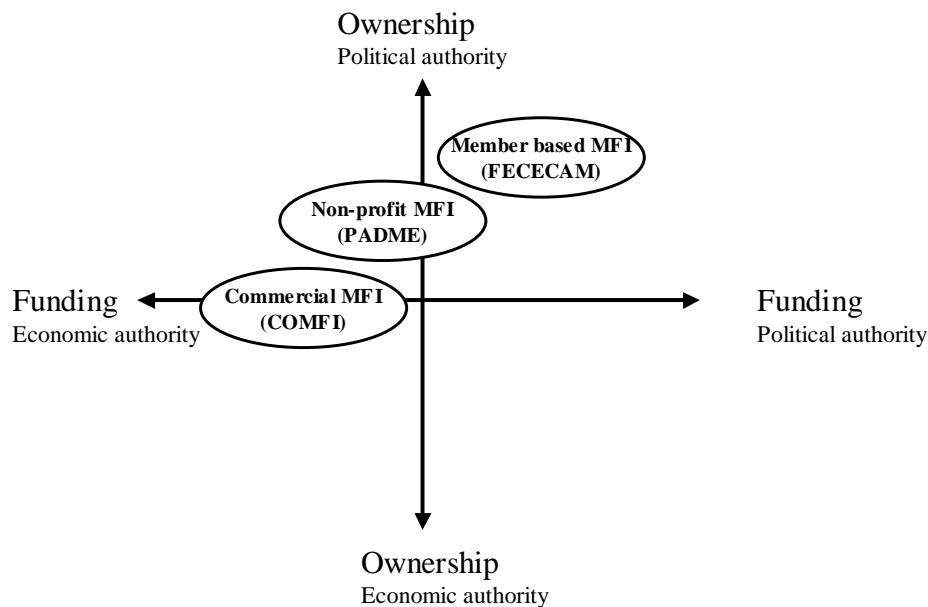 Ownership
Political authority
Member based MFI
(FECECAM)
Non-profit MFI
(PADME)
Funding
Economic authority
Commercial MFI
(COMFI)
Funding
Political authority
Ownership
Economic authority